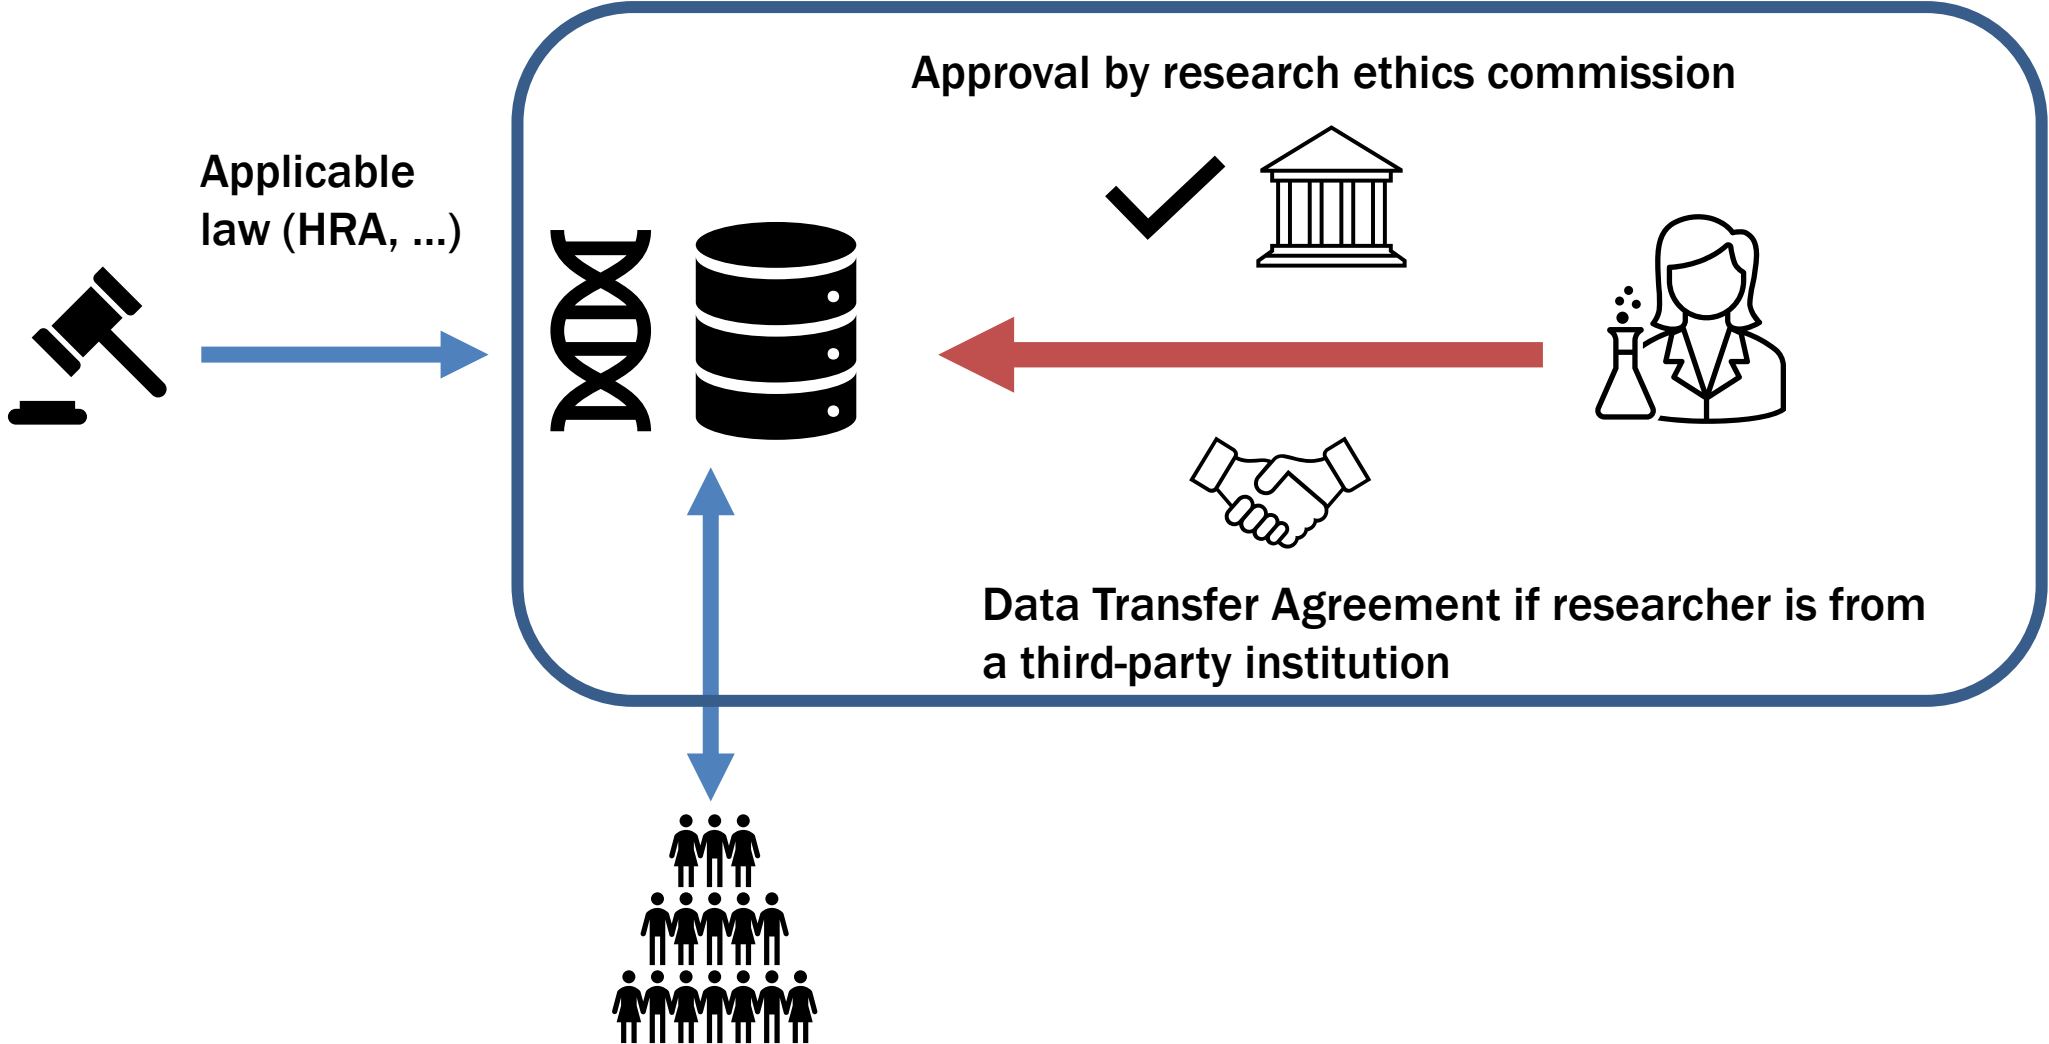 Approval by research ethics commission
Applicable
law (HRA, ...)
Data Transfer Agreement if researcher is from
a third-party institution